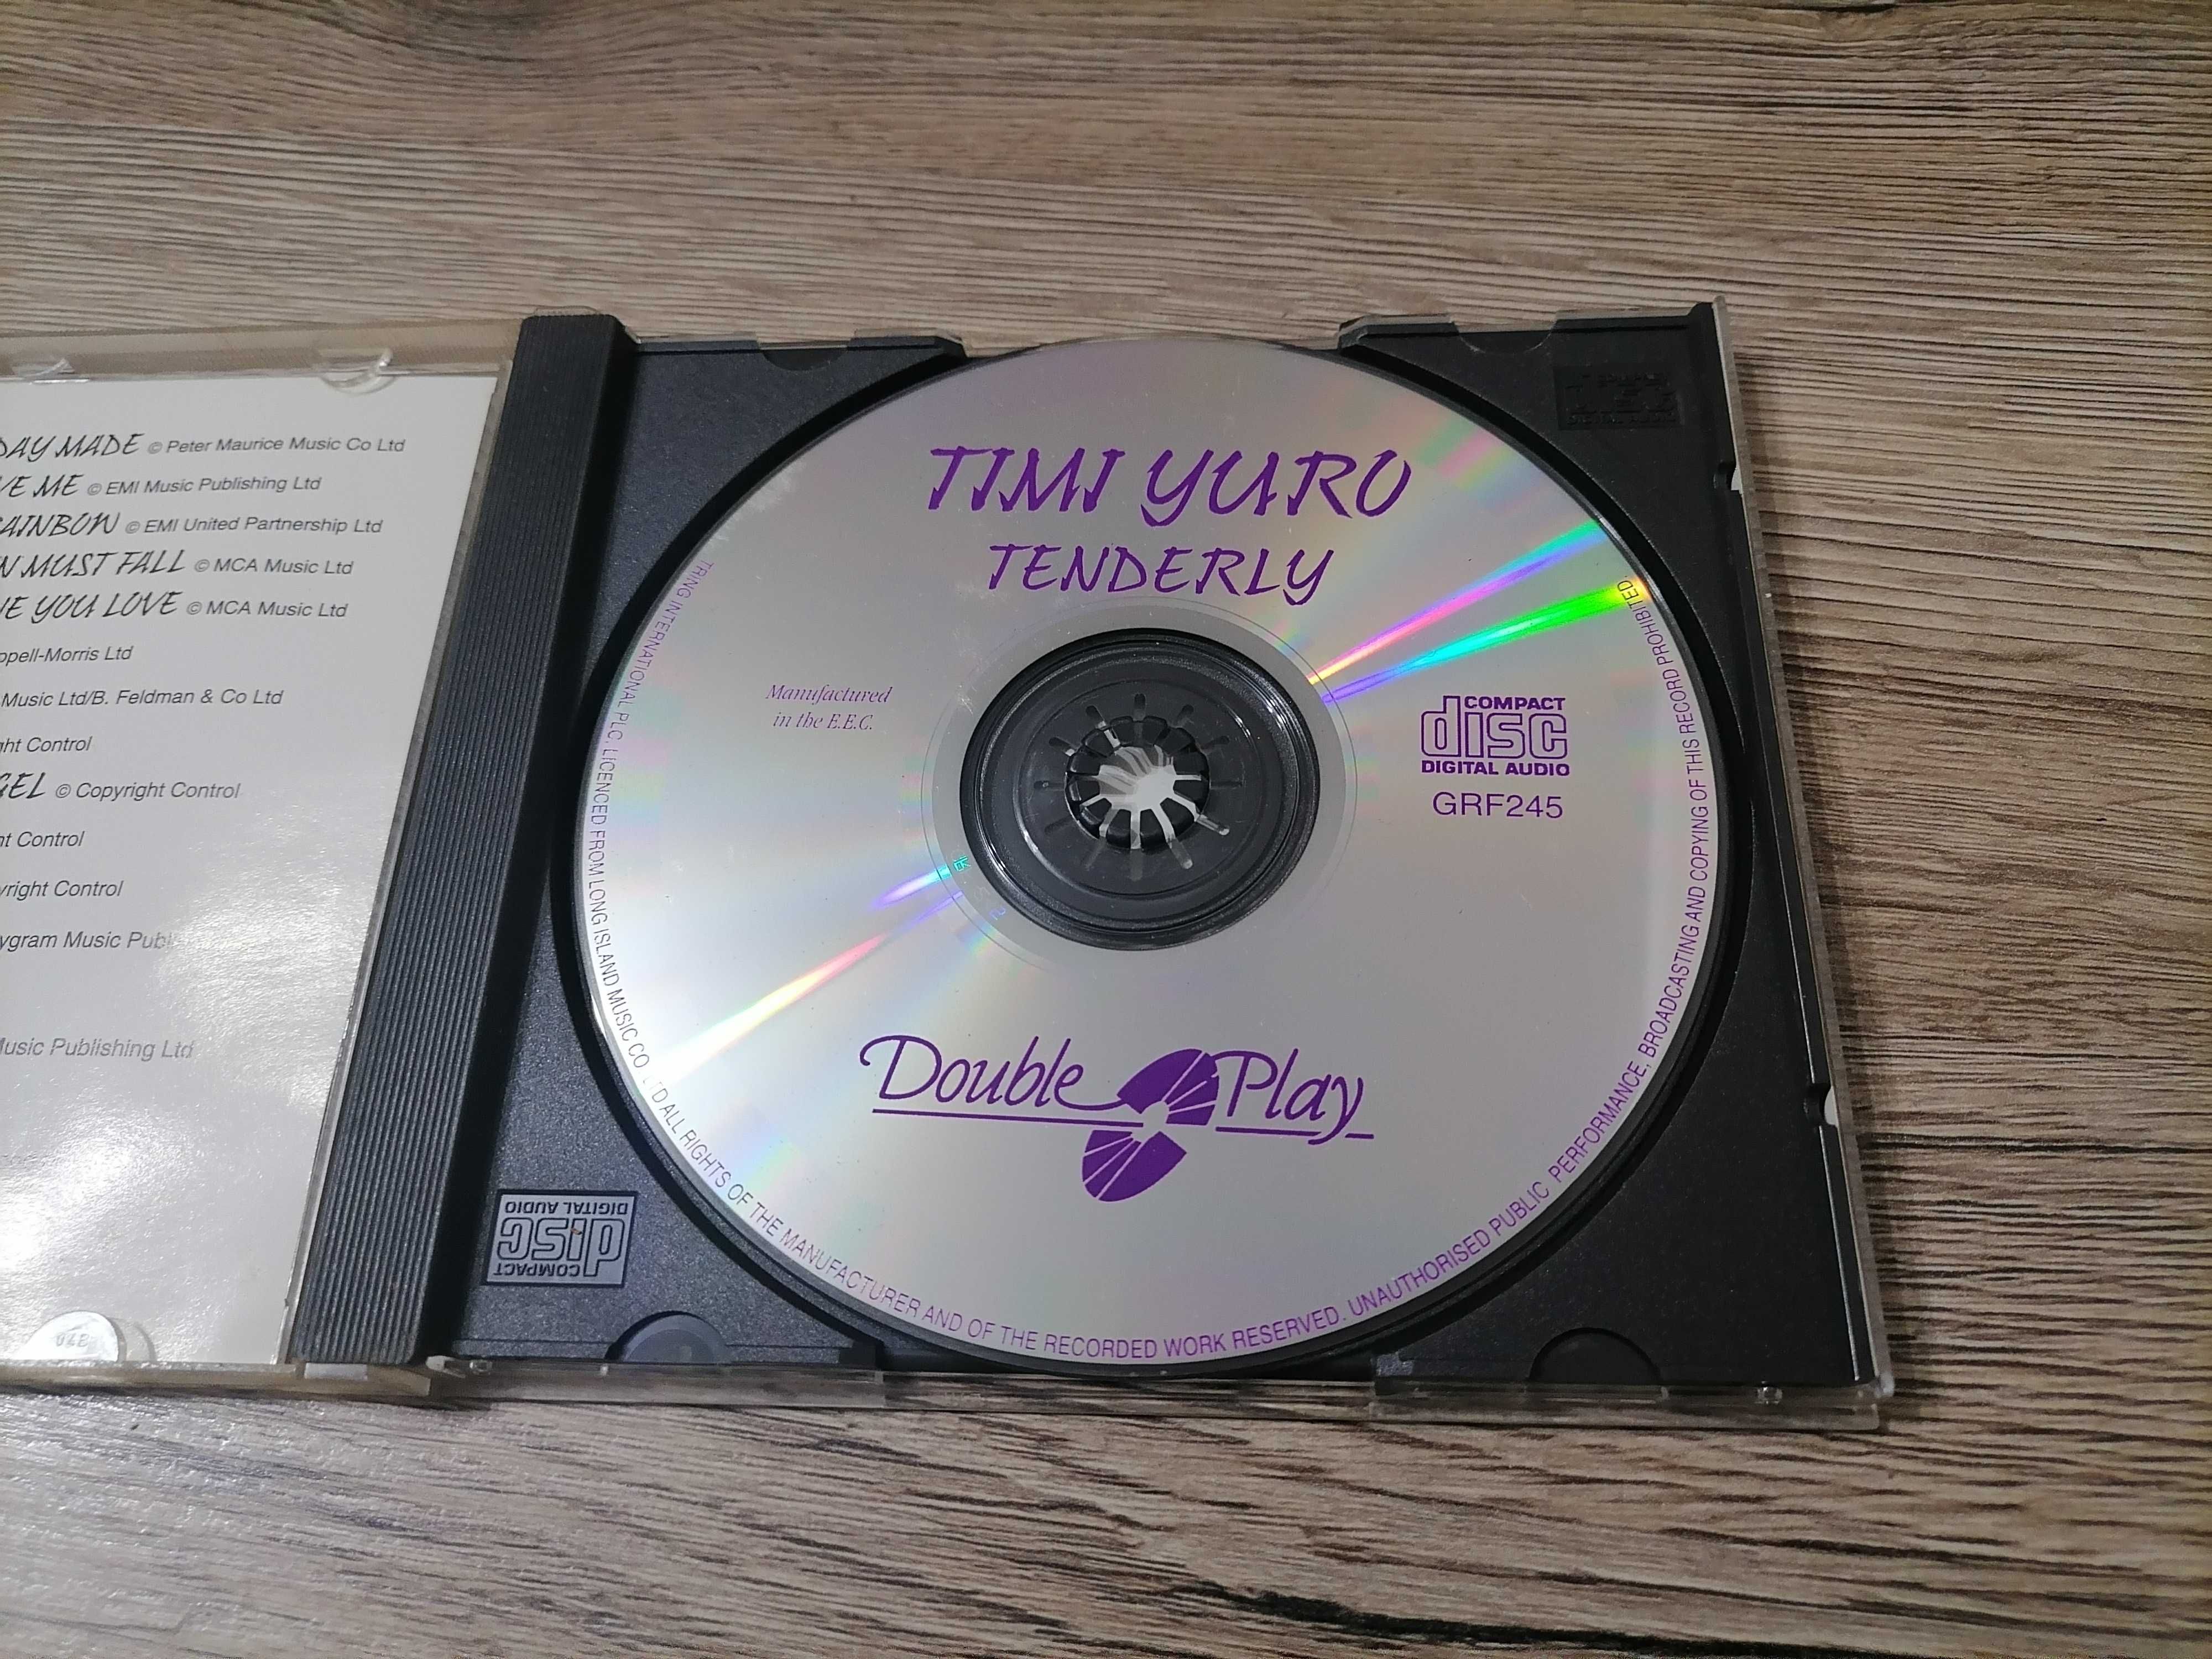 DAY MADE © Peter Maurice Music Co Ltd
VE ME © EMI Music Publishing Ltd
RAINBOW © EMI United Partnership Ltd
N MUST FALL © MCA Music Ltd
NE YOU LOVE © MCA Music Ltd
ppell-Morris Ltd
Music Ltd/B. Feldman & Co Ltd
ght Control
GEL © Copyright Control
ht Control
yright Control
ygram Music Publ
Music Publishing Ltd
TIMI YURO
TENDERLY
Manufactured
in the E.E.C.
COMPACT
disc
DIGITAL AUDIO
GRF245
Double Play
TRING INTERNATIONAL PLC. LICENCED FROM LONG ISLAND MUSIC CO. LTD ALL RIGHTS OF THE MANUFACTURER AND OF THE RECORDED WORK RESERVED. UNAUTHORISED PUBLIC PERFORMANCE, BROADCASTING AND COPYING OF THIS RECORD PROHIBITED.
COMPACT
disc
DIGITAL AUDIO